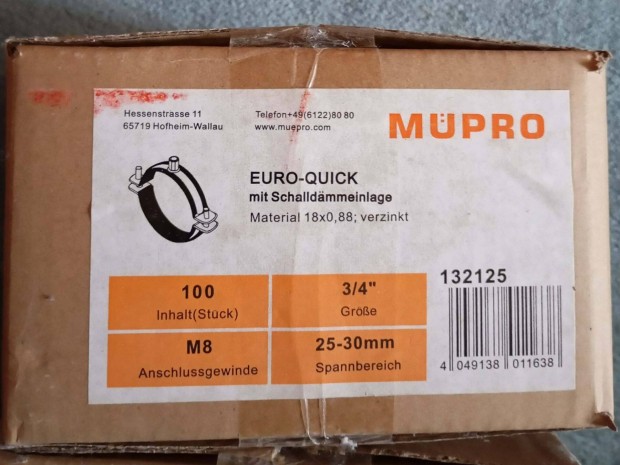 Hessenstrasse 11
65719 Hofheim-Wallau
Telefon+49(6122)80 80
www.muepro.com
MÜPRO
EURO-QUICK
mit Schalldämmeinlage
Material 18x0,88; verzinkt
100
Inhalt(Stück)
3/4"
Größe
M8
Anschlussgewinde
25-30mm
Spannbereich
132125
4 049138 011638